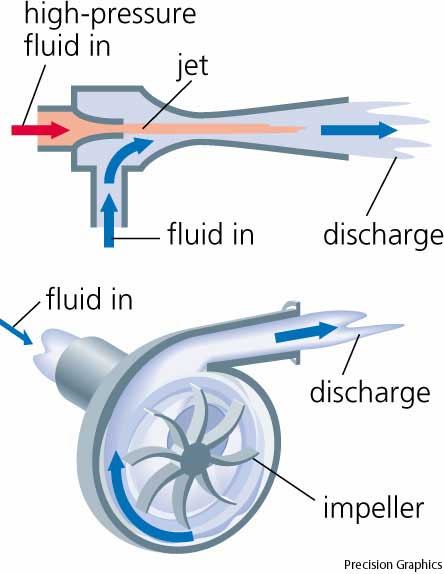 high-pressure
fluid in
jet
fluid in
discharge
fluid in
discharge
impeller
Precision Graphics